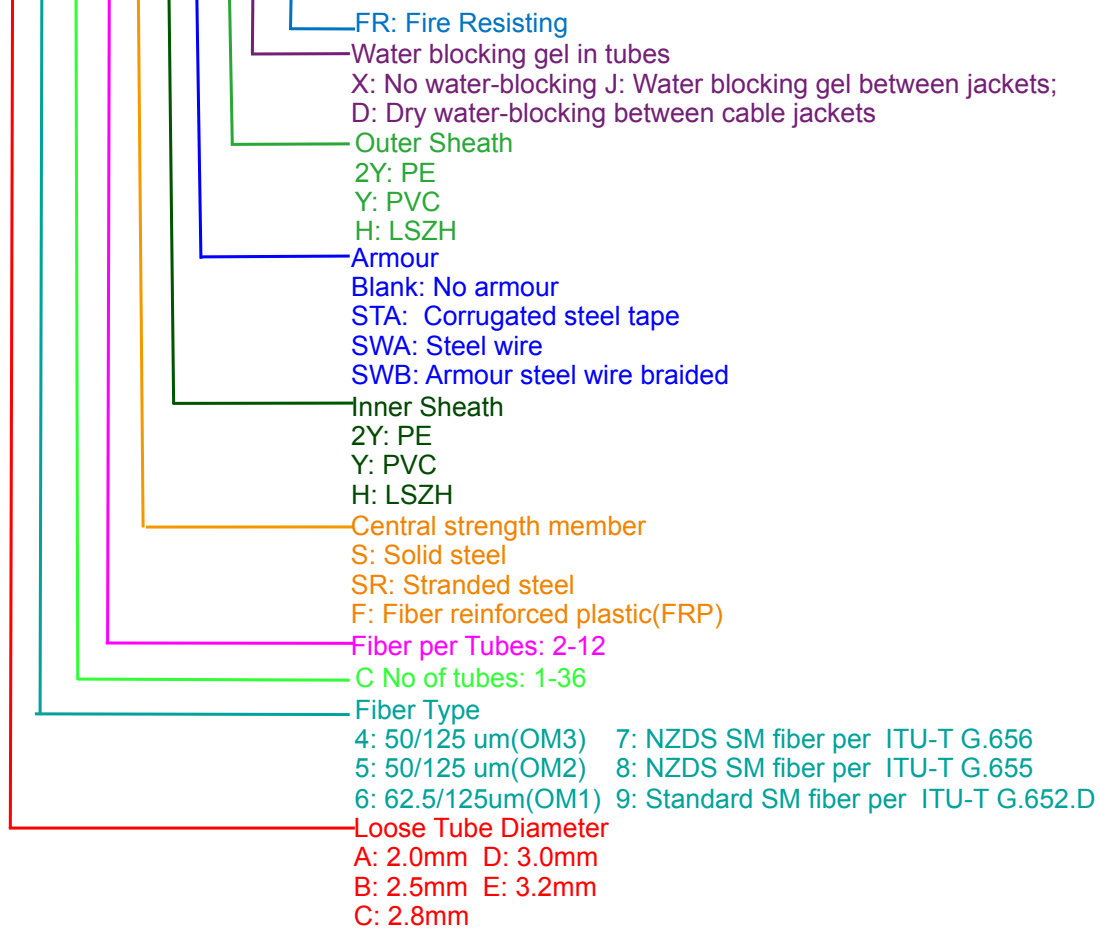 FR: Fire Resisting
Water blocking gel in tubes
X: No water-blocking J: Water blocking gel between jackets;
D: Dry water-blocking between cable jackets
Outer Sheath
2Y: PE
Y: PVC
H: LSZH
Armour
Blank: No armour
STA: Corrugated steel tape
SWA: Steel wire
SWB: Armour steel wire braided
Inner Sheath
2Y: PE
Y: PVC
H: LSZH
Central strength member
S: Solid steel
SR: Stranded steel
F: Fiber reinforced plastic(FRP)
Fiber per Tubes: 2-12
C No of tubes: 1-36
Fiber Type
4: 50/125 um(OM3) 7: NZDS SM fiber per ITU-T G.656
5: 50/125 um(OM2) 8: NZDS SM fiber per ITU-T G.655
6: 62.5/125um(OM1) 9: Standard SM fiber per ITU-T G.652.D
Loose Tube Diameter
A: 2.0mm D: 3.0mm
B: 2.5mm E: 3.2mm
C: 2.8mm